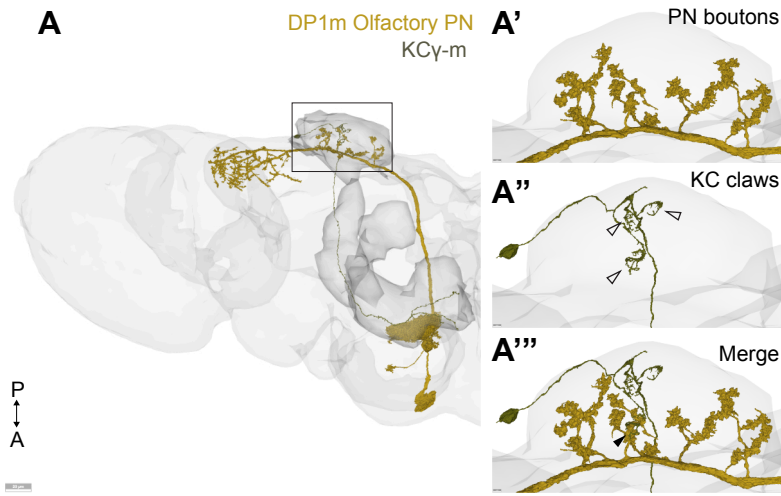 A
DP1m Olfactory PN
KCγ-m
A'
PN boutons
A"
KC claws
A'"
Merge
P
A